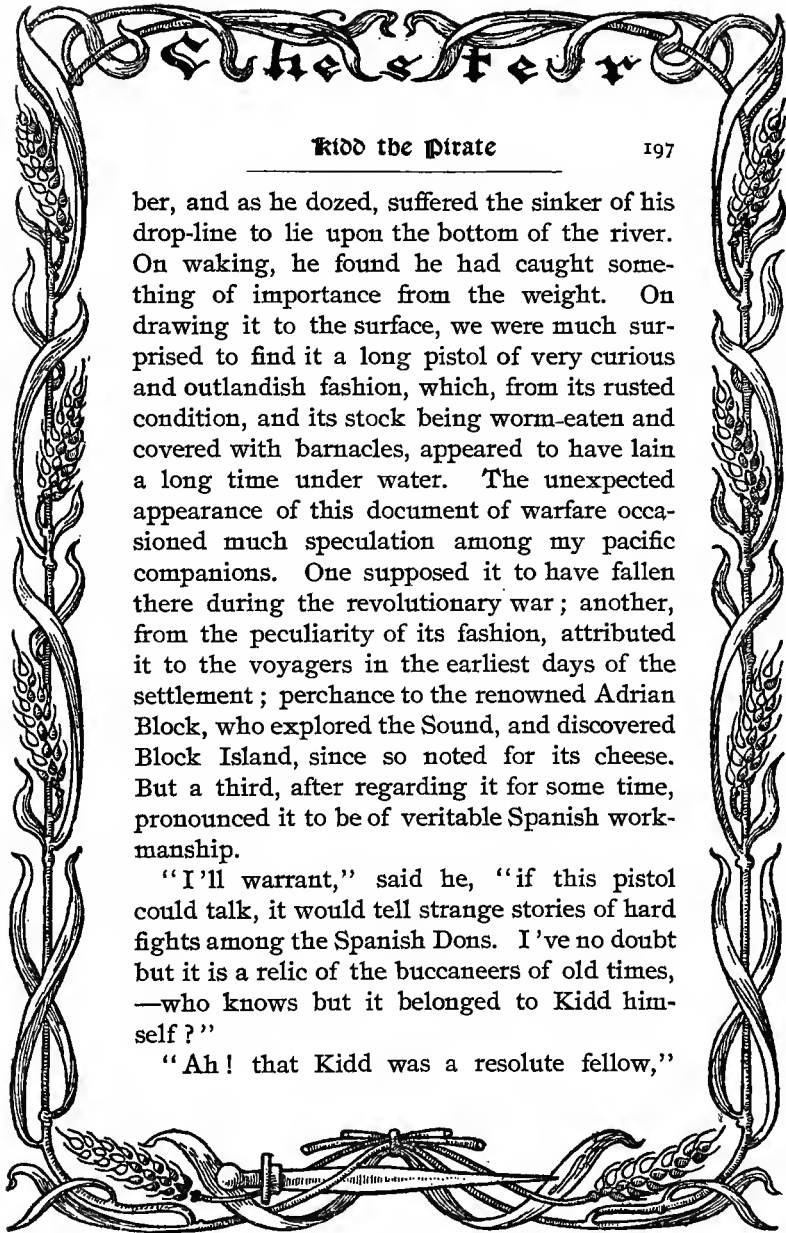 Shester
Kidd the Pirate 197
ber, and as he dozed, suffered the sinker of his
drop-line to lie upon the bottom of the river.
On waking, he found he had caught some-
thing of importance from the weight. On
drawing it to the surface, we were much sur-
prised to find it a long pistol of very curious
and outlandish fashion, which, from its rusted
condition, and its stock being worm-eaten and
covered with barnacles, appeared to have lain
a long time under water. The unexpected
appearance of this document of warfare occa-
sioned much speculation among my pacific
companions. One supposed it to have fallen
there during the revolutionary war; another,
from the peculiarity of its fashion, attributed
it to the voyagers in the earliest days of the
settlement; perchance to the renowned Adrian
Block, who explored the Sound, and discovered
Block Island, since so noted for its cheese.
But a third, after regarding it for some time,
pronounced it to be of veritable Spanish work-
manship.
"I'll warrant," said he, "if this pistol
could talk, it would tell strange stories of hard
fights among the Spanish Dons. I've no doubt
but it is a relic of the buccaneers of old times,
—who knows but it belonged to Kidd him-
self?"
"Ah! that Kidd was a resolute fellow,"